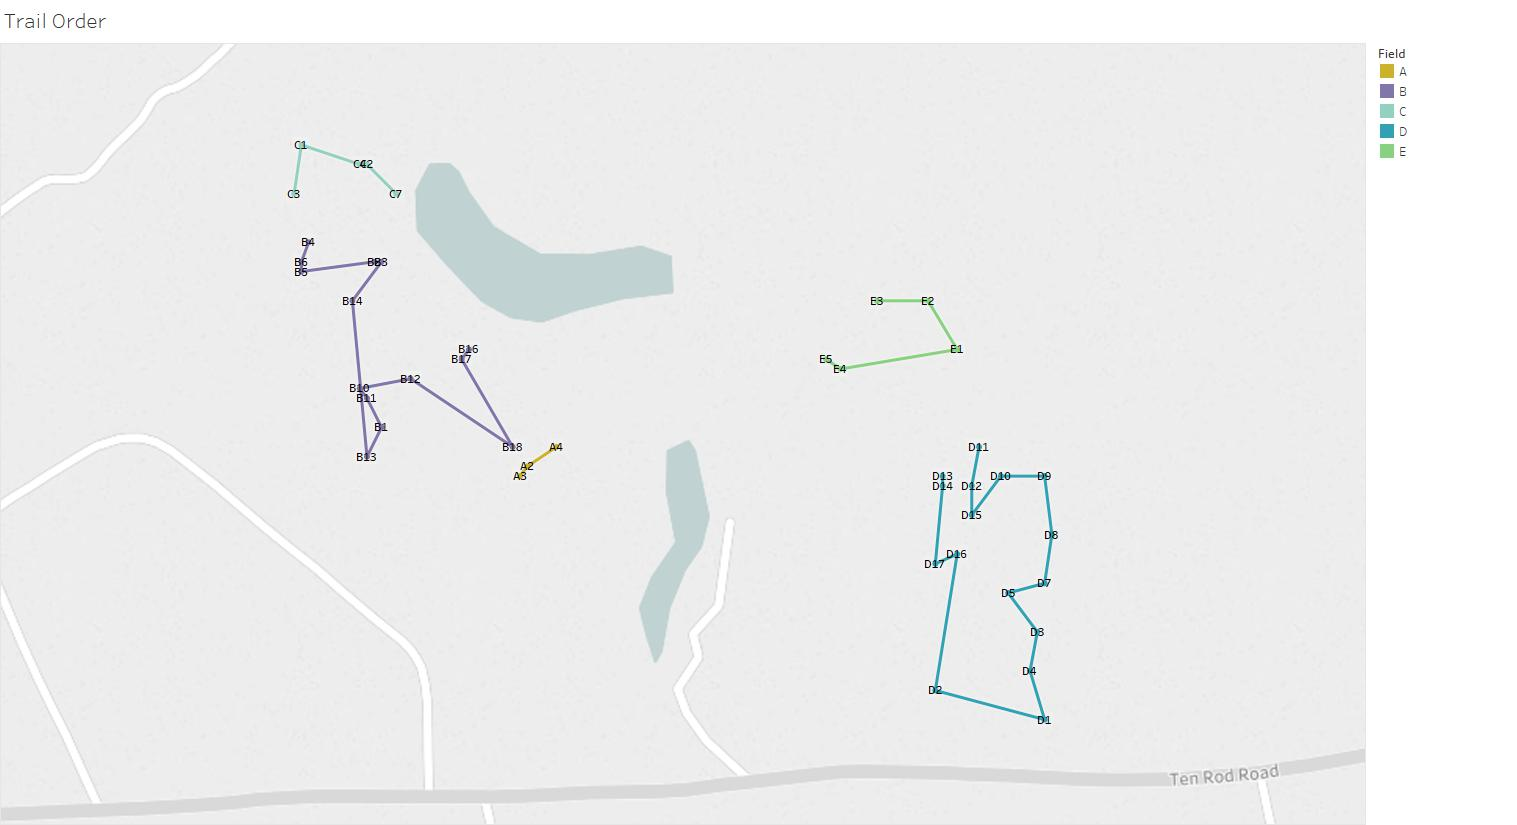 Trail Order
Field
A
B
C
D
E
C1
C2
C3
C7
B4
B6
B5
B3
B14
B16
B17
B12
B10
B11
B1
B13
B18
A4
A2
A3
E3
E2
E1
E5
E4
D11
D13
D14
D12
D10
D9
D15
D8
D16
D17
D7
D5
D3
D4
D2
D1
Ten Rod Road